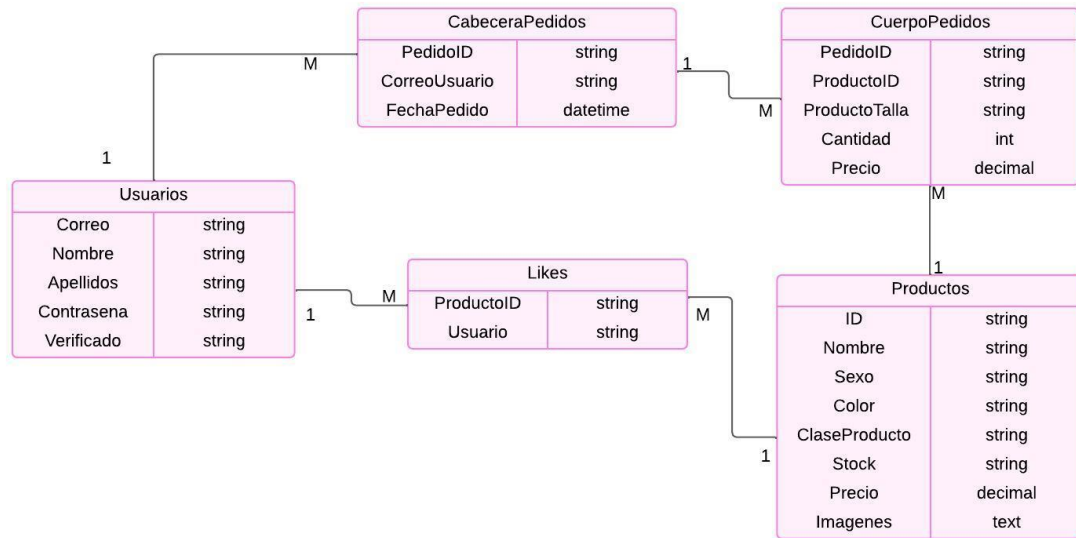 CabeceraPedidos
PedidoID string
CorreoUsuario string
FechaPedido datetime
CuerpoPedidos
PedidoID string
ProductoID string
ProductoTalla string
Cantidad int
Precio decimal
M
1
M
1
M
1
Usuarios
Correo string
Nombre string
Apellidos string
Contrasena string
Verificado string
1
M
Likes
ProductoID string
Usuario string
M
1
Productos
ID string
Nombre string
Sexo string
Color string
ClaseProducto string
Stock string
Precio decimal
Imagenes text